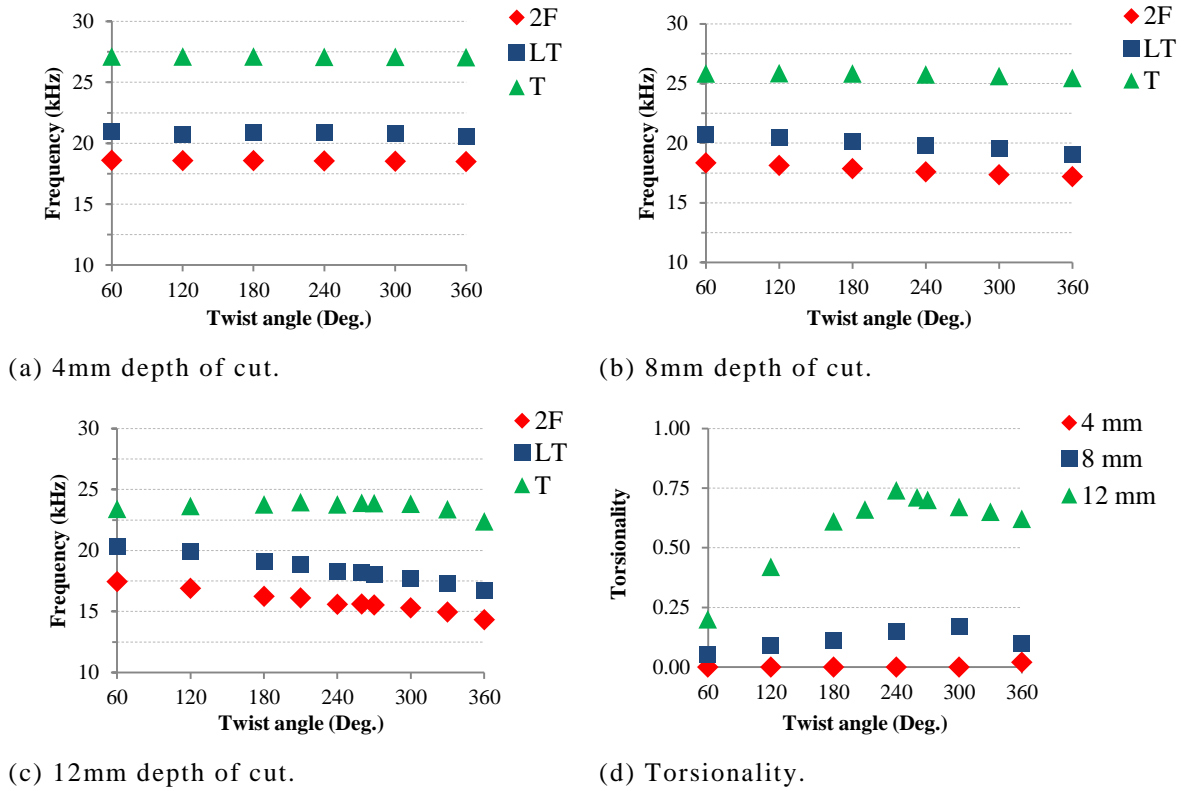 30
25
20
15
10
Frequency (kHz)
60 120 180 240 300 360
Twist angle (Deg.)
2F
LT
T
(a) 4mm depth of cut.
30
25
20
15
10
Frequency (kHz)
60 120 180 240 300 360
Twist angle (Deg.)
2F
LT
T
(b) 8mm depth of cut.
30
25
20
15
10
Frequency (kHz)
60 120 180 240 300 360
Twist angle (Deg.)
2F
LT
T
(c) 12mm depth of cut.
1.00
0.75
0.50
0.25
0.00
Torsionality
60 120 180 240 300 360
Twist angle (Deg.)
4 mm
8 mm
12 mm
(d) Torsionality.